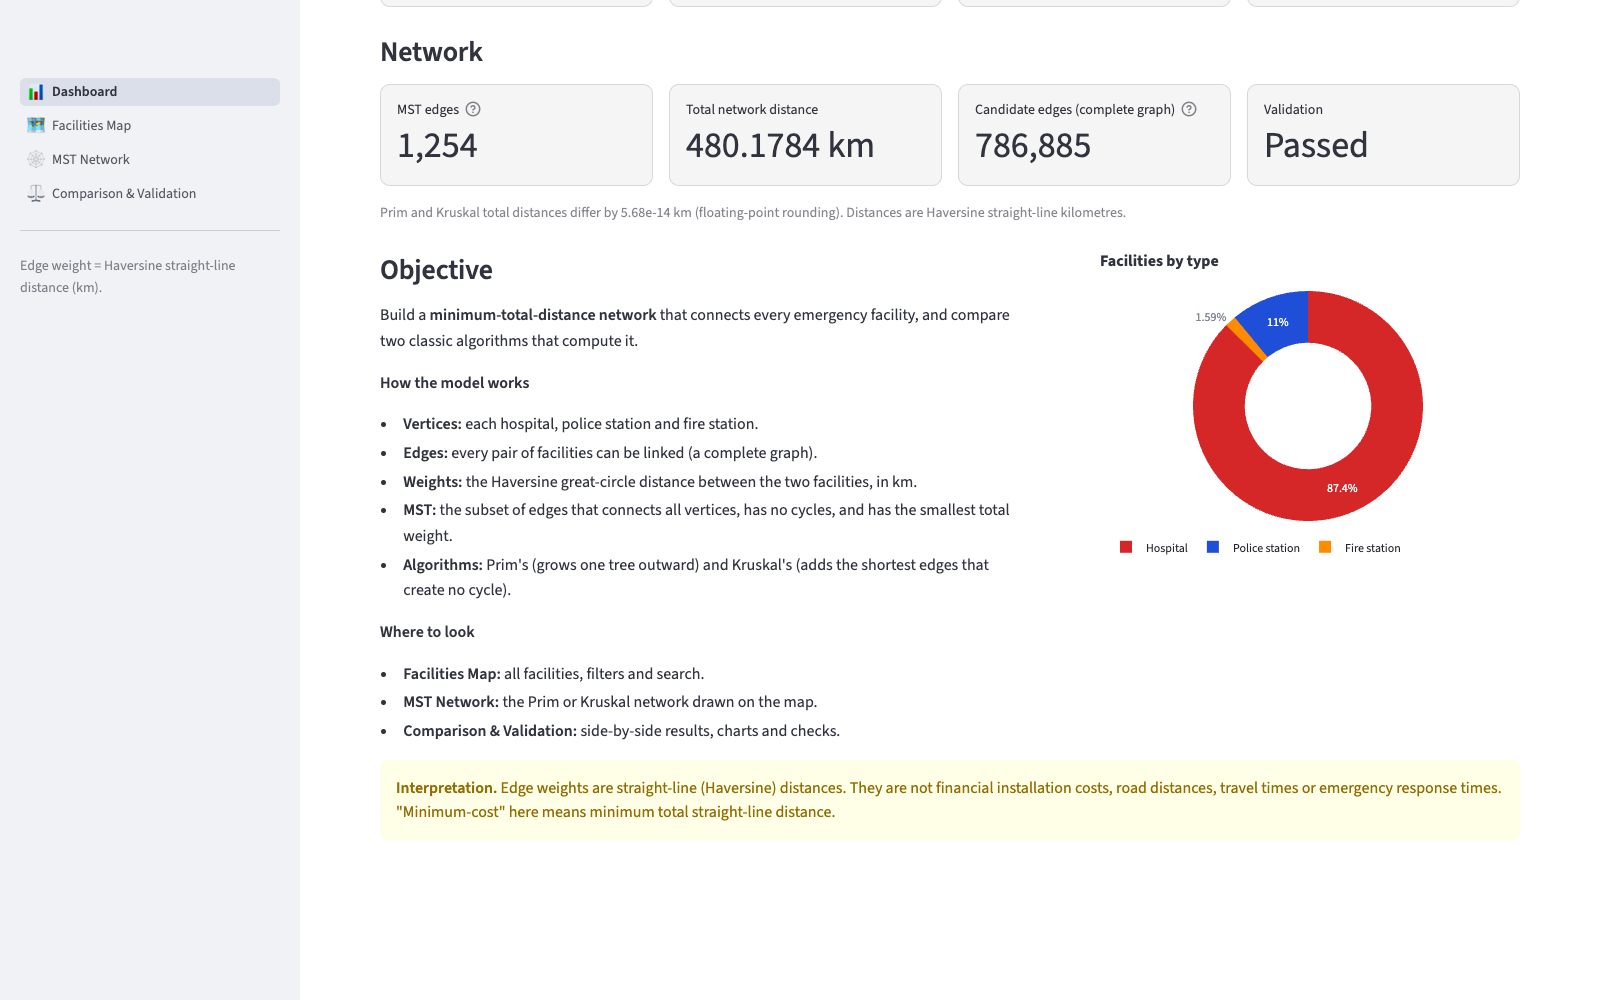 Dashboard
Facilities Map
MST Network
Comparison & Validation
Edge weight = Haversine straight-line
distance (km).
Network
MST edges
1,254
Total network distance
480.1784 km
Candidate edges (complete graph)
786,885
Validation
Passed
Prim and Kruskal total distances differ by 5.68e-14 km (floating-point rounding). Distances are Haversine straight-line kilometres.
Objective
Build a minimum-total-distance network that connects every emergency facility, and compare
two classic algorithms that compute it.
How the model works
• Vertices: each hospital, police station and fire station.
• Edges: every pair of facilities can be linked (a complete graph).
• Weights: the Haversine great-circle distance between the two facilities, in km.
• MST: the subset of edges that connects all vertices, has no cycles, and has the smallest total
weight.
• Algorithms: Prim's (grows one tree outward) and Kruskal's (adds the shortest edges that
create no cycle).
Where to look
• Facilities Map: all facilities, filters and search.
• MST Network: the Prim or Kruskal network drawn on the map.
• Comparison & Validation: side-by-side results, charts and checks.
Facilities by type
1.59%
11%
87.4%
Hospital
Police station
Fire station
Interpretation. Edge weights are straight-line (Haversine) distances. They are not financial installation costs, road distances, travel times or emergency response times.
"Minimum-cost" here means minimum total straight-line distance.